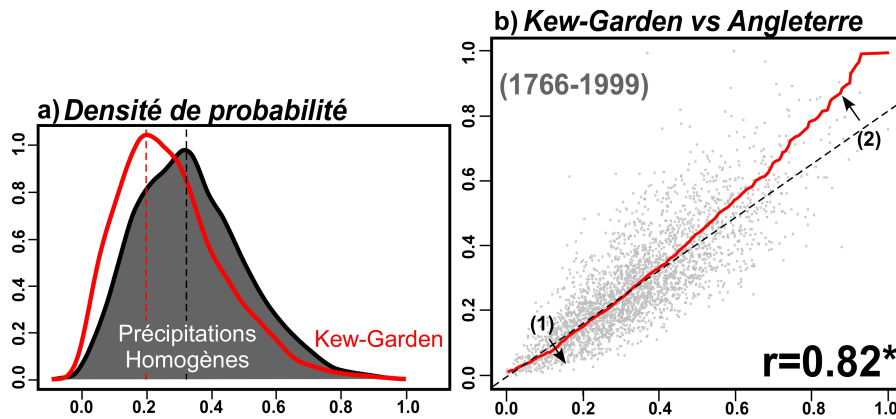 a) Densité de probabilité
1.0
0.8
0.6
0.4
0.2
0.0
Précipitations
Homogènes
Kew-Garden
0.0 0.2 0.4 0.6 0.8 1.0
b) Kew-Garden vs Angleterre
(1766-1999)
1.0
0.8
0.6
0.4
0.2
0.0
(2)
(1)
r=0.82*
0.0 0.2 0.4 0.6 0.8 1.0